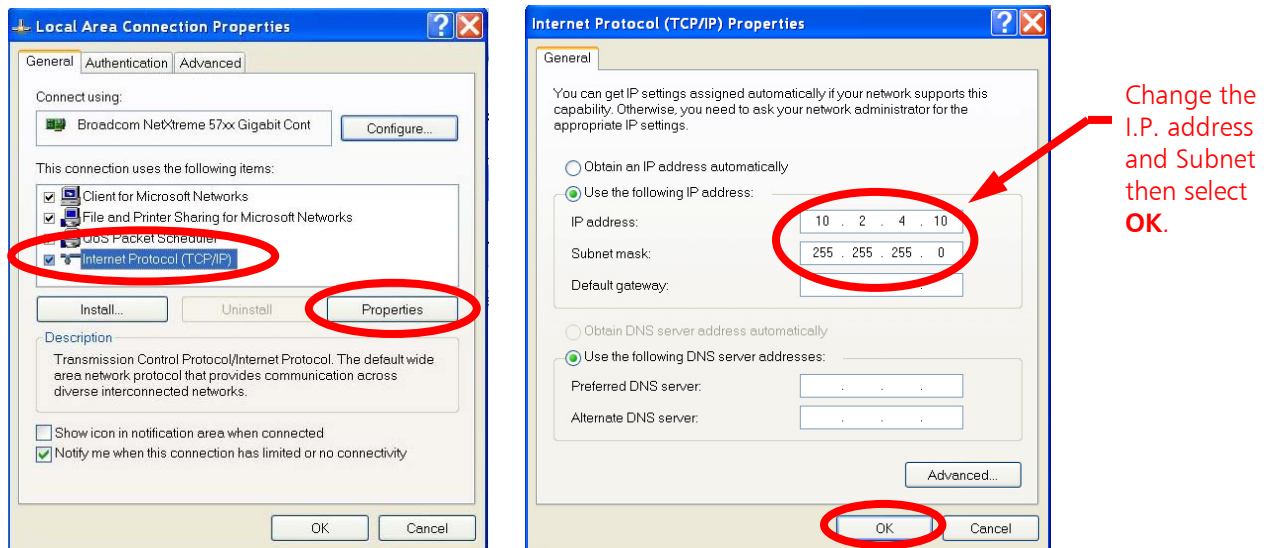 Local Area Connection Properties
General
Authentication
Advanced
Connect using:
Broadcom NetXtreme 57xx Gigabit Cont
Configure...
This connection uses the following items:
Client for Microsoft Networks
File and Printer Sharing for Microsoft Networks
QoS Packet Scheduler
Internet Protocol (TCP/IP)
Install...
Uninstall
Properties
Description
Transmission Control Protocol/Internet Protocol. The default wide
area network protocol that provides communication across
diverse interconnected networks.
Show icon in notification area when connected
Notify me when this connection has limited or no connectivity
OK
Cancel
Internet Protocol (TCP/IP) Properties
General
You can get IP settings assigned automatically if your network supports this
capability. Otherwise, you need to ask your network administrator for the
appropriate IP settings.
Obtain an IP address automatically
Use the following IP address:
IP address: 10 . 2 . 4 . 10
Subnet mask: 255 . 255 . 255 . 0
Default gateway:
Obtain DNS server address automatically
Use the following DNS server addresses:
Preferred DNS server:
Alternate DNS server:
Advanced...
OK
Cancel
Change the
I.P. address
and Subnet
then select
OK.